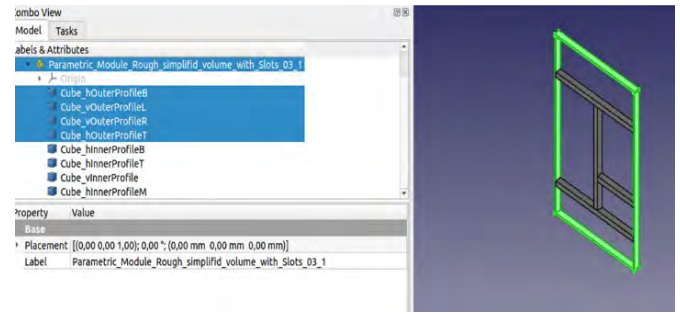 Combo View
Model Tasks
Labels & Attributes
Parametric_Module_Rough_simplifid_volume_with_Slots_03_1
Origin
Cube_hOuterProfileB
Cube_vOuterProfileL
Cube_vOuterProfileR
Cube_hOuterProfileT
Cube_hInnerProfileB
Cube_hInnerProfileT
Cube_vInnerProfile
Cube_hInnerProfileM
Property Value
Base
Placement [(0,00 0,00 1,00); 0,00 °; (0,00 mm 0,00 mm 0,00 mm)]
Label Parametric_Module_Rough_simplifid_volume_with_Slots_03_1